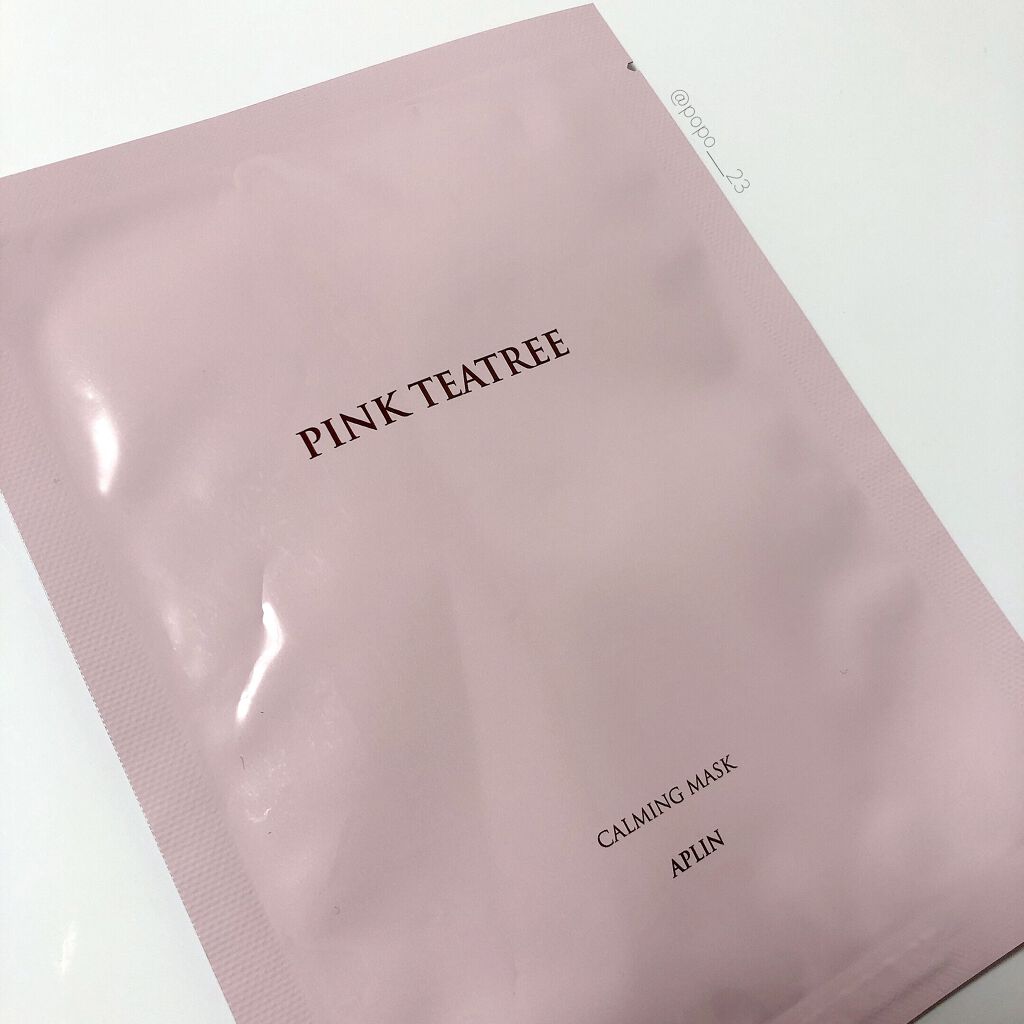 @popo__23
PINK TEATREE
CALMING MASK
APLIN